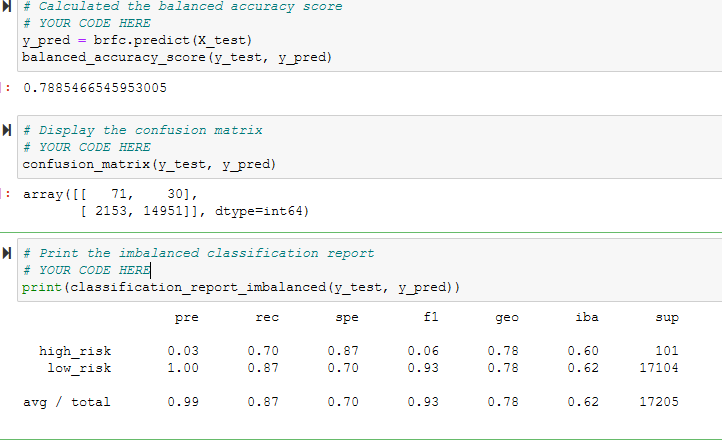 # Calculated the balanced accuracy score
# YOUR CODE HERE
y_pred = brfc.predict(X_test)
balanced_accuracy_score(y_test, y_pred)
]: 0.7885466545953005
# Display the confusion matrix
# YOUR CODE HERE
confusion_matrix(y_test, y_pred)
]: array([[   71,    30],
       [ 2153, 14951]], dtype=int64)
# Print the imbalanced classification report
# YOUR CODE HERE
print(classification_report_imbalanced(y_test, y_pred))
pre rec spe f1 geo iba sup
high_risk 0.03 0.70 0.87 0.06 0.78 0.60 101
low_risk 1.00 0.87 0.70 0.93 0.78 0.62 17104
avg / total 0.99 0.87 0.70 0.93 0.78 0.62 17205